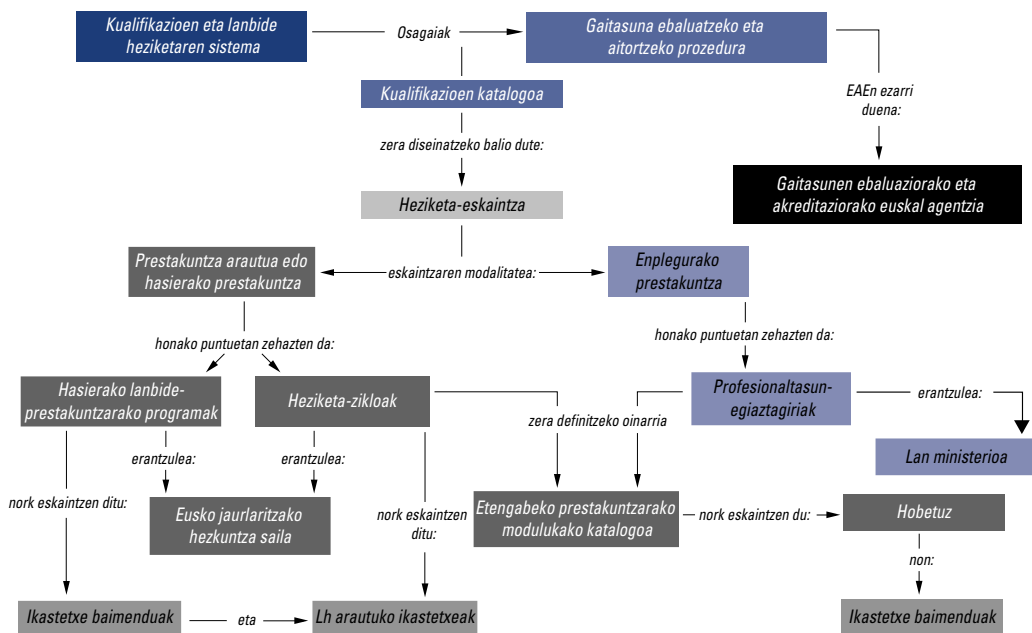 Kualifikazioen eta lanbide
heziketaren sistema
Osagaiak
Gaitasuna ebaluatzeko eta
aitortzeko prozedura
Kualifikazioen katalogoa
EAEn ezarri
duena:
zera diseinatzeko balio dute:
Gaitasunen ebaluaziorako eta
akreditaziorako euskal agentzia
Heziketa-eskaintza
Prestakuntza arautua edo
hasierako prestakuntza
eskaintzaren modalitatea:
Enplegurako
prestakuntza
honako puntuetan zehazten da:
honako puntuetan zehazten da:
Hasierako lanbide-
prestakuntzarako programak
Heziketa-zikloak
Profesionaltasun-
egiaztagiriak
erantzulea:
zera definitzeko oinarria
Lan ministerioa
erantzulea:
erantzulea:
nork eskaintzen ditu:
Eusko jaurlaritzako
hezkuntza saila
nork eskaintzen
ditu:
Etengabeko prestakuntzarako
modulukako katalogoa
nork eskaintzen du:
Hobetuz
non:
Ikastetxe baimenduak
eta
Lh arautuko ikastetxeak
Ikastetxe baimenduak